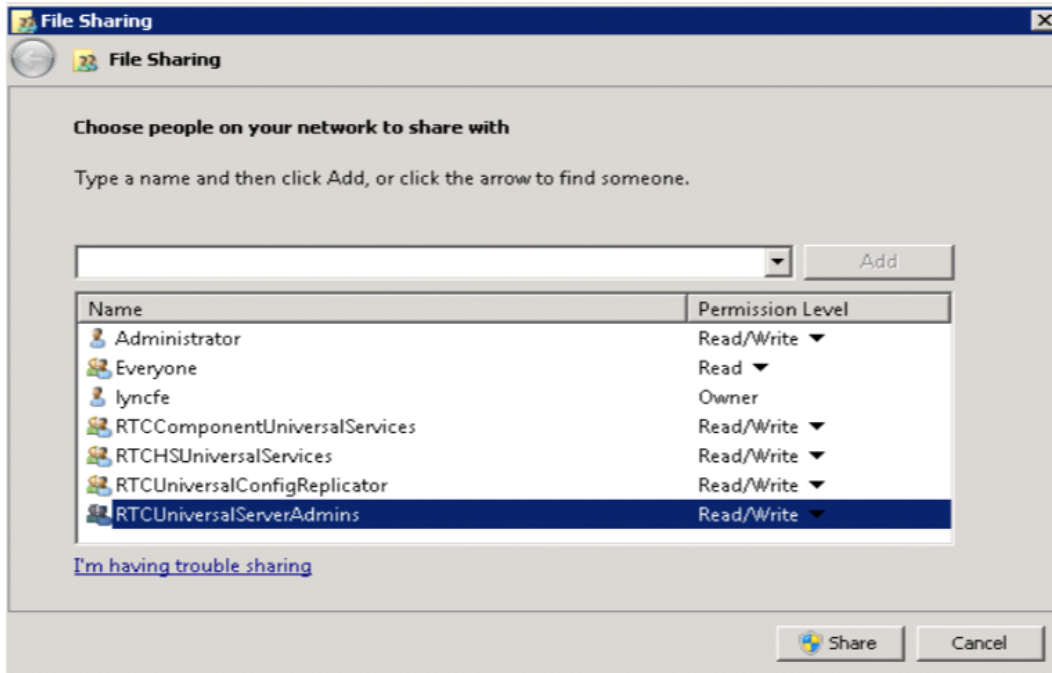 File Sharing
File Sharing
Choose people on your network to share with
Type a name and then click Add, or click the arrow to find someone.
Add
Name Permission Level
Administrator Read/Write
Everyone Read
lyncfe Owner
RTCComponentUniversalServices Read/Write
RTCHSUniversalServices Read/Write
RTCUniversalConfigReplicator Read/Write
RTCUniversalServerAdmins Read/Write
I'm having trouble sharing
Share Cancel